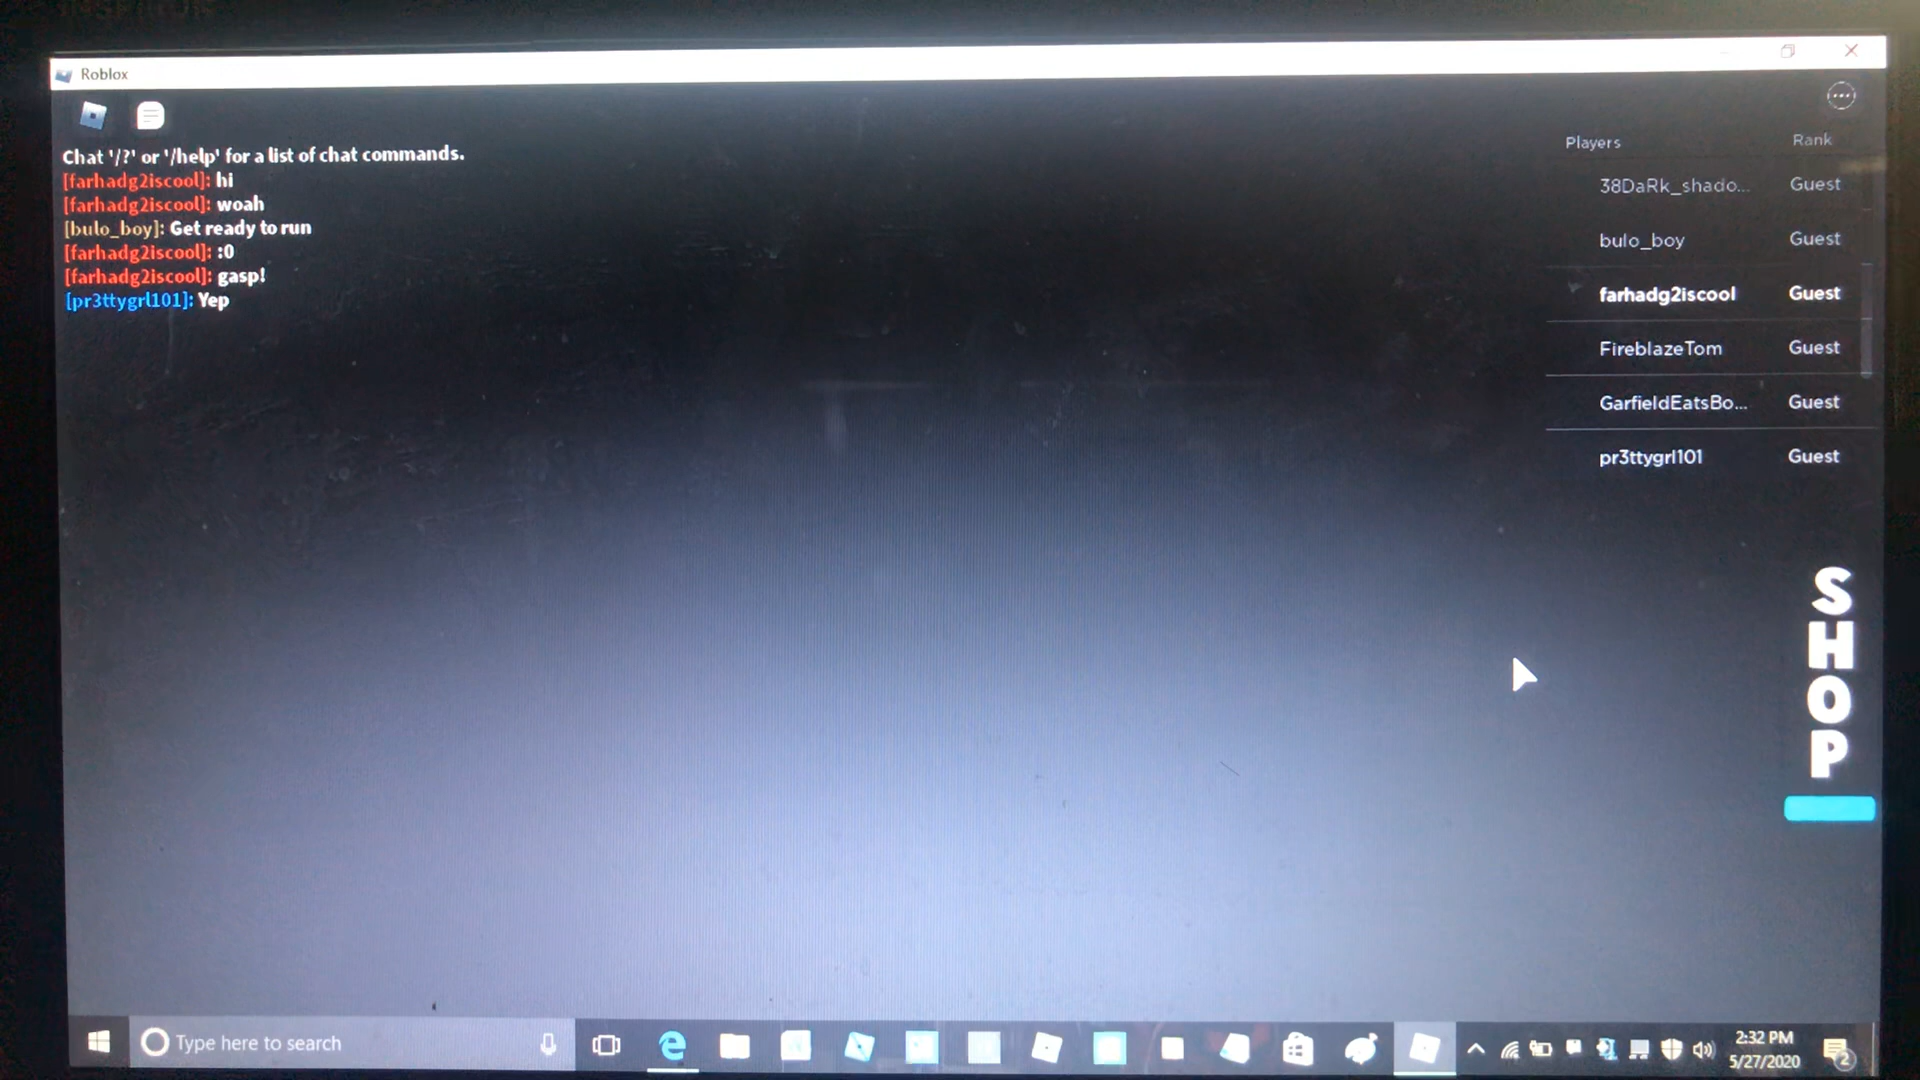 Roblox
Chat '/?' or '/help' for a list of chat commands.
[farhadg2iscool]: hi
[farhadg2iscool]: woah
[bulo_boy]: Get ready to run
[farhadg2iscool]: :0
[farhadg2iscool]: gasp!
[pr3ttygrl101]: Yep
Players Rank
38DaRk_shado... Guest
bulo_boy Guest
farhadg2iscool Guest
FireblazeTom Guest
GarfieldEatsBo... Guest
pr3ttygrl101 Guest
SHOP
Type here to search
2:32 PM
5/27/2020
2